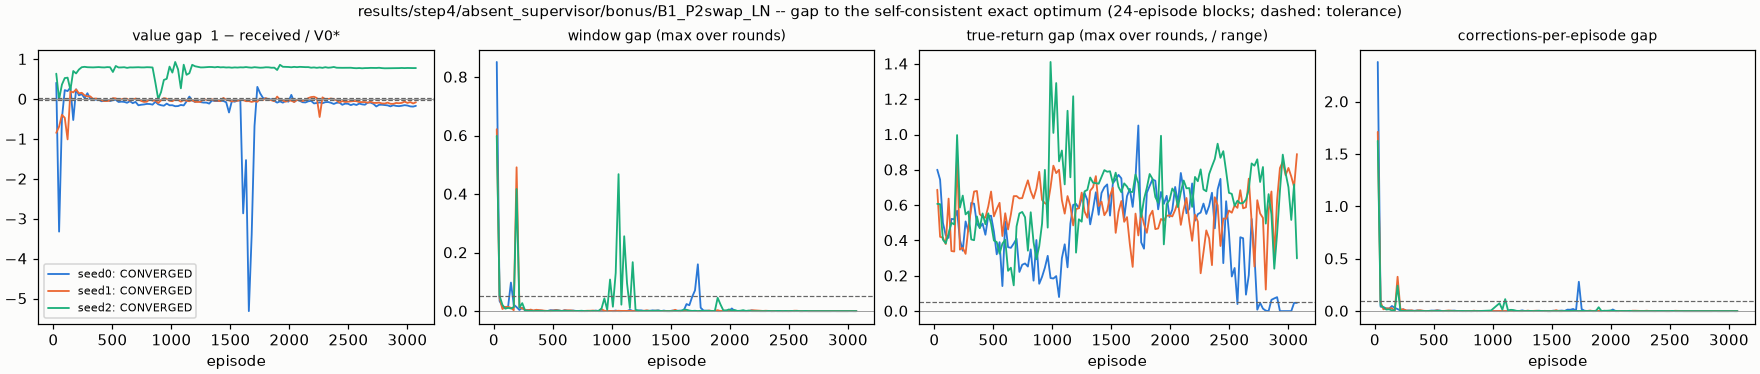 results/step4/absent_supervisor/bonus/B1_P2swap_LN -- gap to the self-consistent exact optimum (24-episode blocks; dashed: tolerance)
value gap  1 − received / V0*
1
0
−1
−2
−3
−4
−5
seed0: CONVERGED
seed1: CONVERGED
seed2: CONVERGED
0 500 1000 1500 2000 2500 3000
episode
window gap (max over rounds)
0.8
0.6
0.4
0.2
0.0
0 500 1000 1500 2000 2500 3000
episode
true-return gap (max over rounds, / range)
1.4
1.2
1.0
0.8
0.6
0.4
0.2
0.0
0 500 1000 1500 2000 2500 3000
episode
corrections-per-episode gap
2.0
1.5
1.0
0.5
0.0
0 500 1000 1500 2000 2500 3000
episode